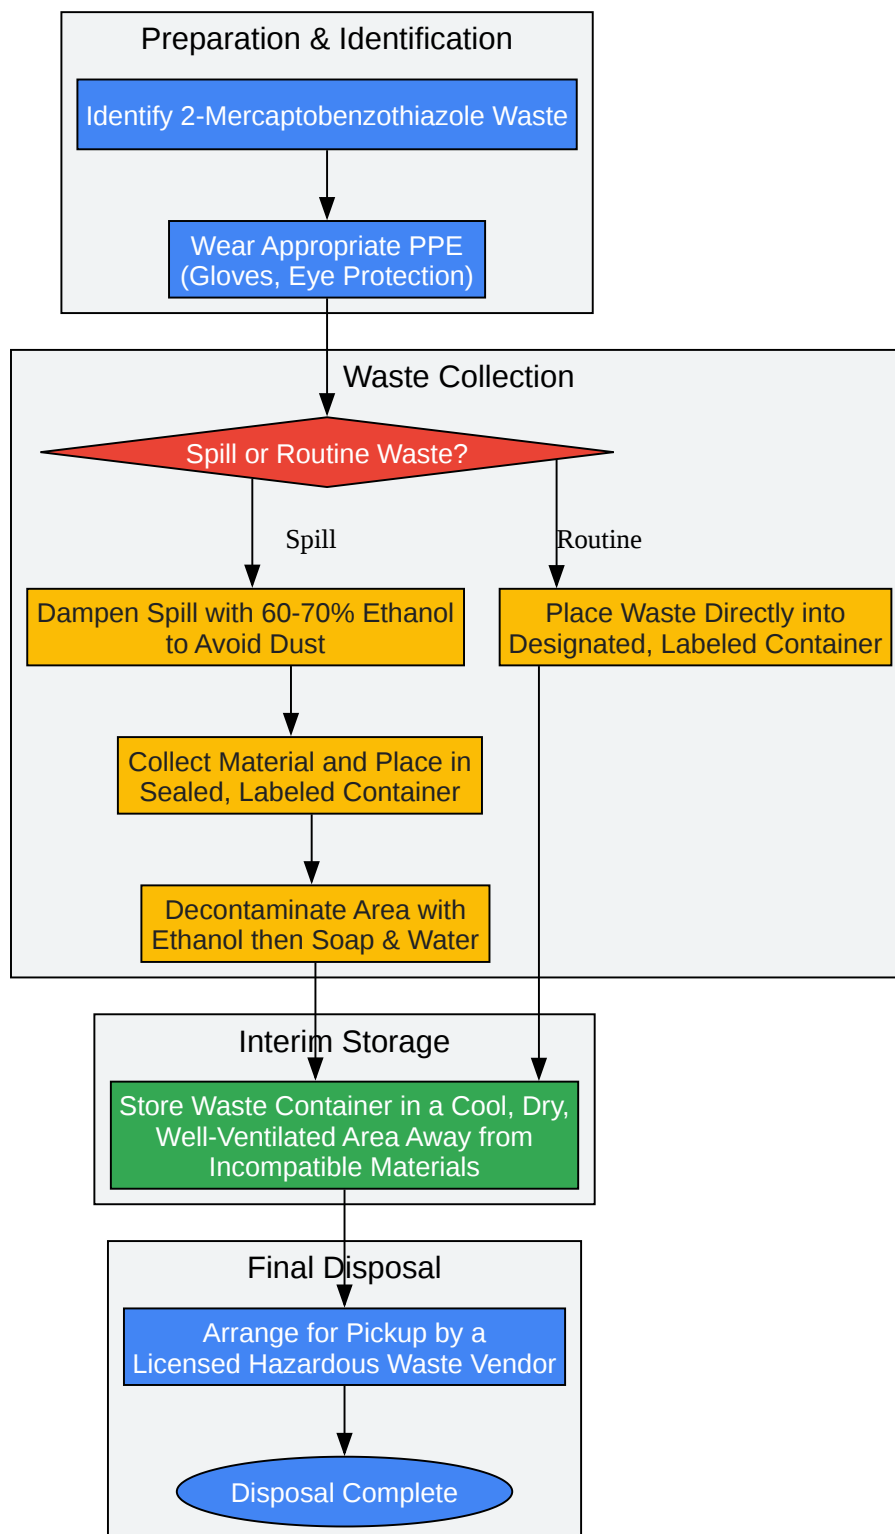 Preparation & Identification
Identify 2-Mercaptobenzothiazole Waste
Wear Appropriate PPE
(Gloves, Eye Protection)
Waste Collection
Spill or Routine Waste?
Spill
Routine
Dampen Spill with 60-70% Ethanol
to Avoid Dust
Place Waste Directly into
Designated, Labeled Container
Collect Material and Place in
Sealed, Labeled Container
Decontaminate Area with
Ethanol then Soap & Water
Interim Storage
Store Waste Container in a Cool, Dry,
Well-Ventilated Area Away from
Incompatible Materials
Final Disposal
Arrange for Pickup by a
Licensed Hazardous Waste Vendor
Disposal Complete